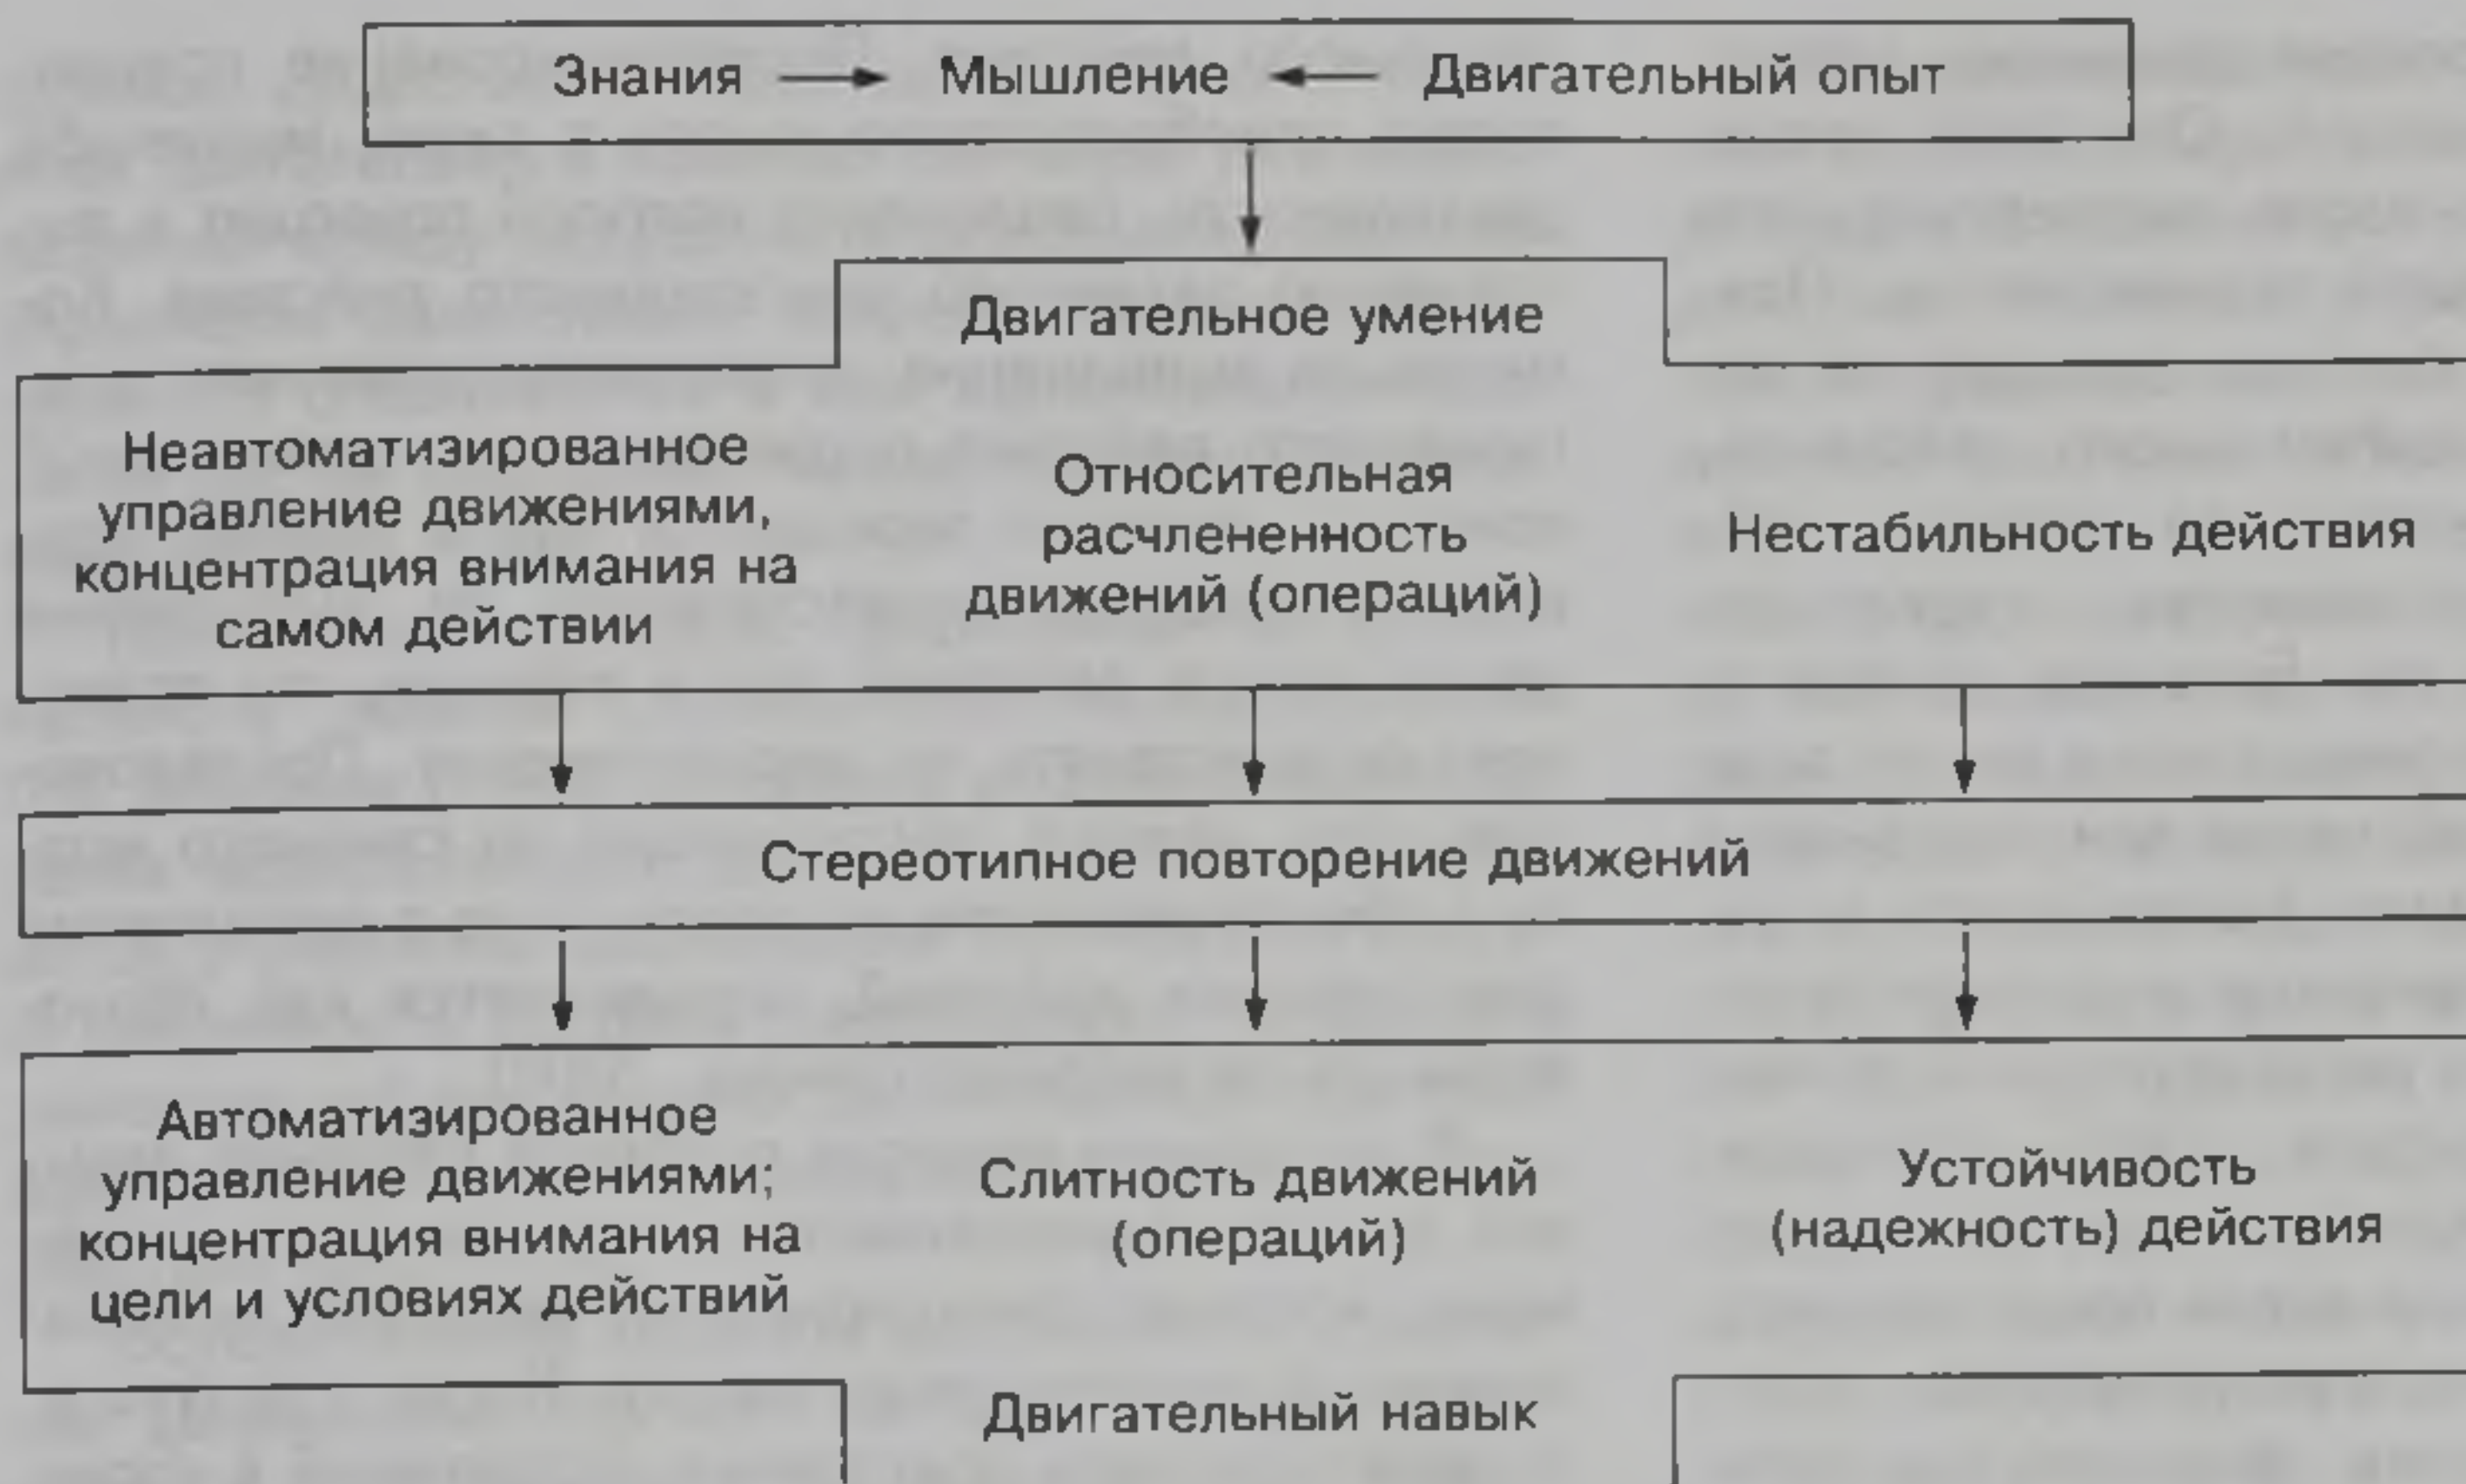 Знания → Мышление ← Двигательный опыт
Двигательное умение
Неавтоматизированное
управление движениями,
концентрация внимания на
самом действии
Относительная
расчлененность
движений (операций)
Нестабильность действия
Стереотипное повторение движений
Автоматизированное
управление движениями;
концентрация внимания на
цели и условиях действий
Слитность движений
(операций)
Устойчивость
(надежность) действия
Двигательный навык